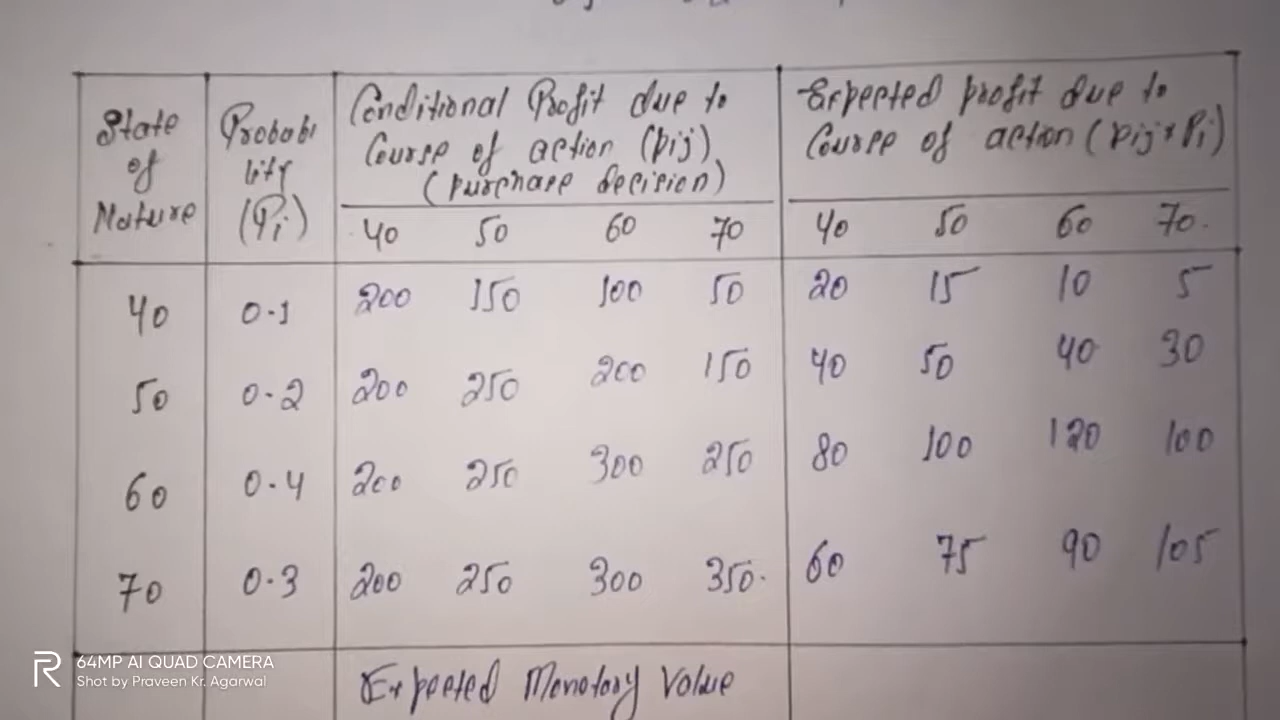 State of Nature
Probabi lity (Pi)
Conditional Profit due to
Course of action (Pij)
(purchase decision)
Expected profit due to
Course of action (Pij×Pi)
40 50 60 70 40 50 60 70.
40 0.1 200 150 100 50 20 15 10 5
50 0.2 200 250 200 150 40 50 40 30
60 0.4 200 250 300 250 80 100 120 100
70 0.3 200 250 300 350. 60 75 90 105
Expected Monetory Value
R 64MP AI QUAD CAMERA
Shot by Praveen Kr. Agarwal